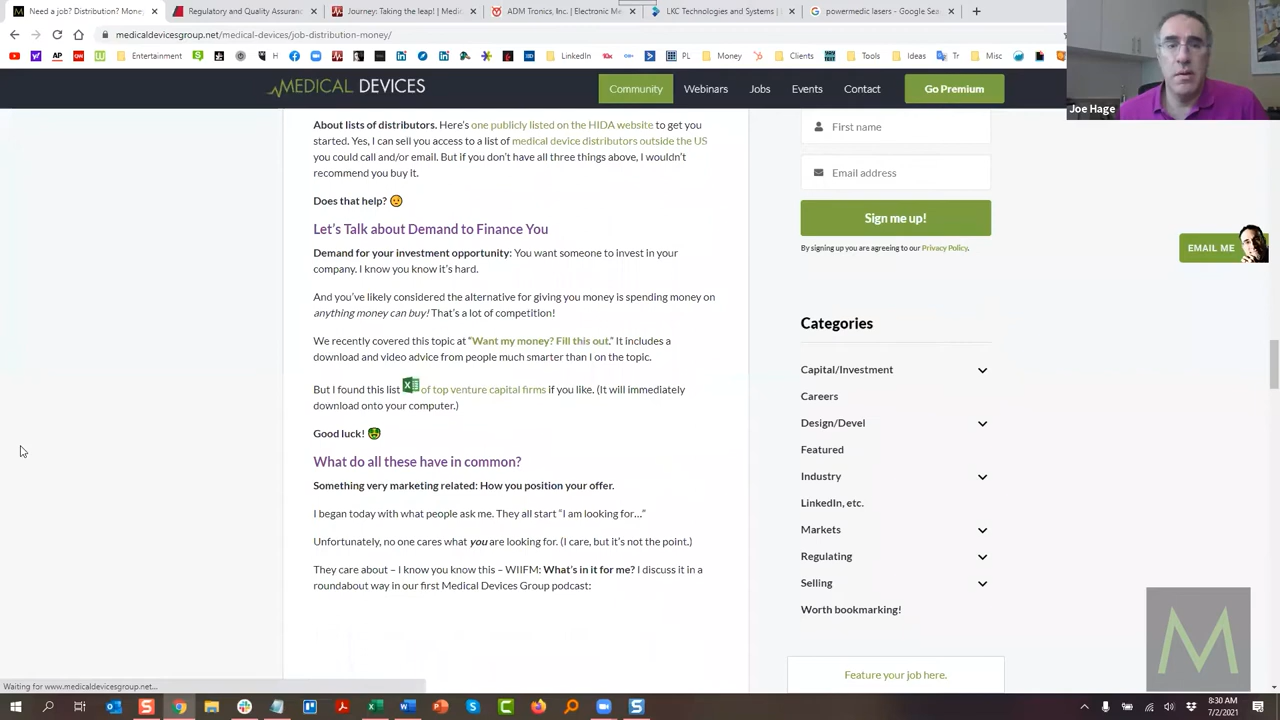 Need a job? Distribution? Money?
Regulatory and Quality Assuranc
Journey: Taking the leap! | Medic
ADM Tronics, Inc. | Electronic Me
LKC Technologies | Products and
powermedic lasers - Google Sea
medicaldevicesgroup.net/medical-devices/job-distribution-money/
Entertainment
LinkedIn
PL
Money
Clients
Tools
Ideas
Tr
Misc
MEDICAL DEVICES
Community
Webinars
Jobs
Events
Contact
Go Premium
Joe Hage
About lists of distributors. Here's one publicly listed on the HIDA website to get you
started. Yes, I can sell you access to a list of medical device distributors outside the US
you could call and/or email. But if you don't have all three things above, I wouldn't
recommend you buy it.
Does that help?
Let's Talk about Demand to Finance You
Demand for your investment opportunity: You want someone to invest in your
company. I know you know it's hard.
And you've likely considered the alternative for giving you money is spending money on
anything money can buy! That's a lot of competition!
We recently covered this topic at "Want my money? Fill this out." It includes a
download and video advice from people much smarter than I on the topic.
But I found this list of top venture capital firms if you like. (It will immediately
download onto your computer.)
Good luck!
What do all these have in common?
Something very marketing related: How you position your offer.
I began today with what people ask me. They all start "I am looking for…"
Unfortunately, no one cares what you are looking for. (I care, but it's not the point.)
They care about – I know you know this – WIIFM: What's in it for me? I discuss it in a
roundabout way in our first Medical Devices Group podcast:
First name
Email address
Sign me up!
By signing up you are agreeing to our Privacy Policy.
EMAIL ME
Categories
Capital/Investment
Careers
Design/Devel
Featured
Industry
LinkedIn, etc.
Markets
Regulating
Selling
Worth bookmarking!
Feature your job here.
M
Waiting for www.medicaldevicesgroup.net...
8:30 AM
7/2/2021